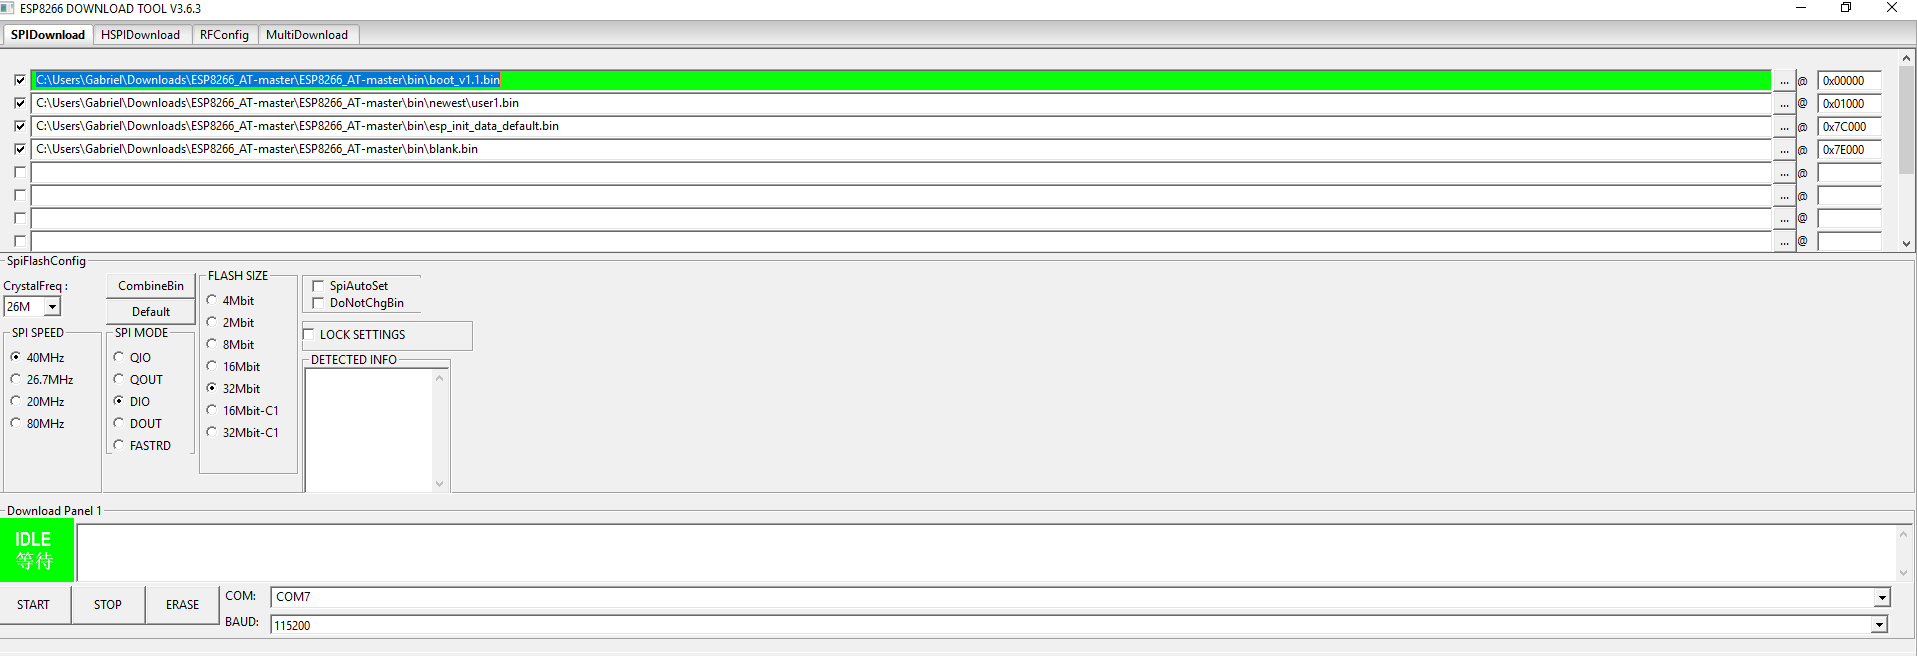 ESP8266 DOWNLOAD TOOL V3.6.3
SPIDownload HSPIDownload RFConfig MultiDownload
C:\Users\Gabriel\Downloads\ESP8266_AT-master\ESP8266_AT-master\bin\boot_v1.1.bin ... @ 0x00000
C:\Users\Gabriel\Downloads\ESP8266_AT-master\ESP8266_AT-master\bin\newest\user1.bin ... @ 0x01000
C:\Users\Gabriel\Downloads\ESP8266_AT-master\ESP8266_AT-master\bin\esp_init_data_default.bin ... @ 0x7C000
C:\Users\Gabriel\Downloads\ESP8266_AT-master\ESP8266_AT-master\bin\blank.bin ... @ 0x7E000
... @
... @
... @
... @
SpiFlashConfig
CrystalFreq :
26M
CombineBin
Default
SPI SPEED
40MHz
26.7MHz
20MHz
80MHz
SPI MODE
QIO
QOUT
DIO
DOUT
FASTRD
FLASH SIZE
4Mbit
2Mbit
8Mbit
16Mbit
32Mbit
16Mbit-C1
32Mbit-C1
SpiAutoSet
DoNotChgBin
LOCK SETTINGS
DETECTED INFO
Download Panel 1
IDLE
等待
START STOP ERASE
COM: COM7
BAUD: 115200